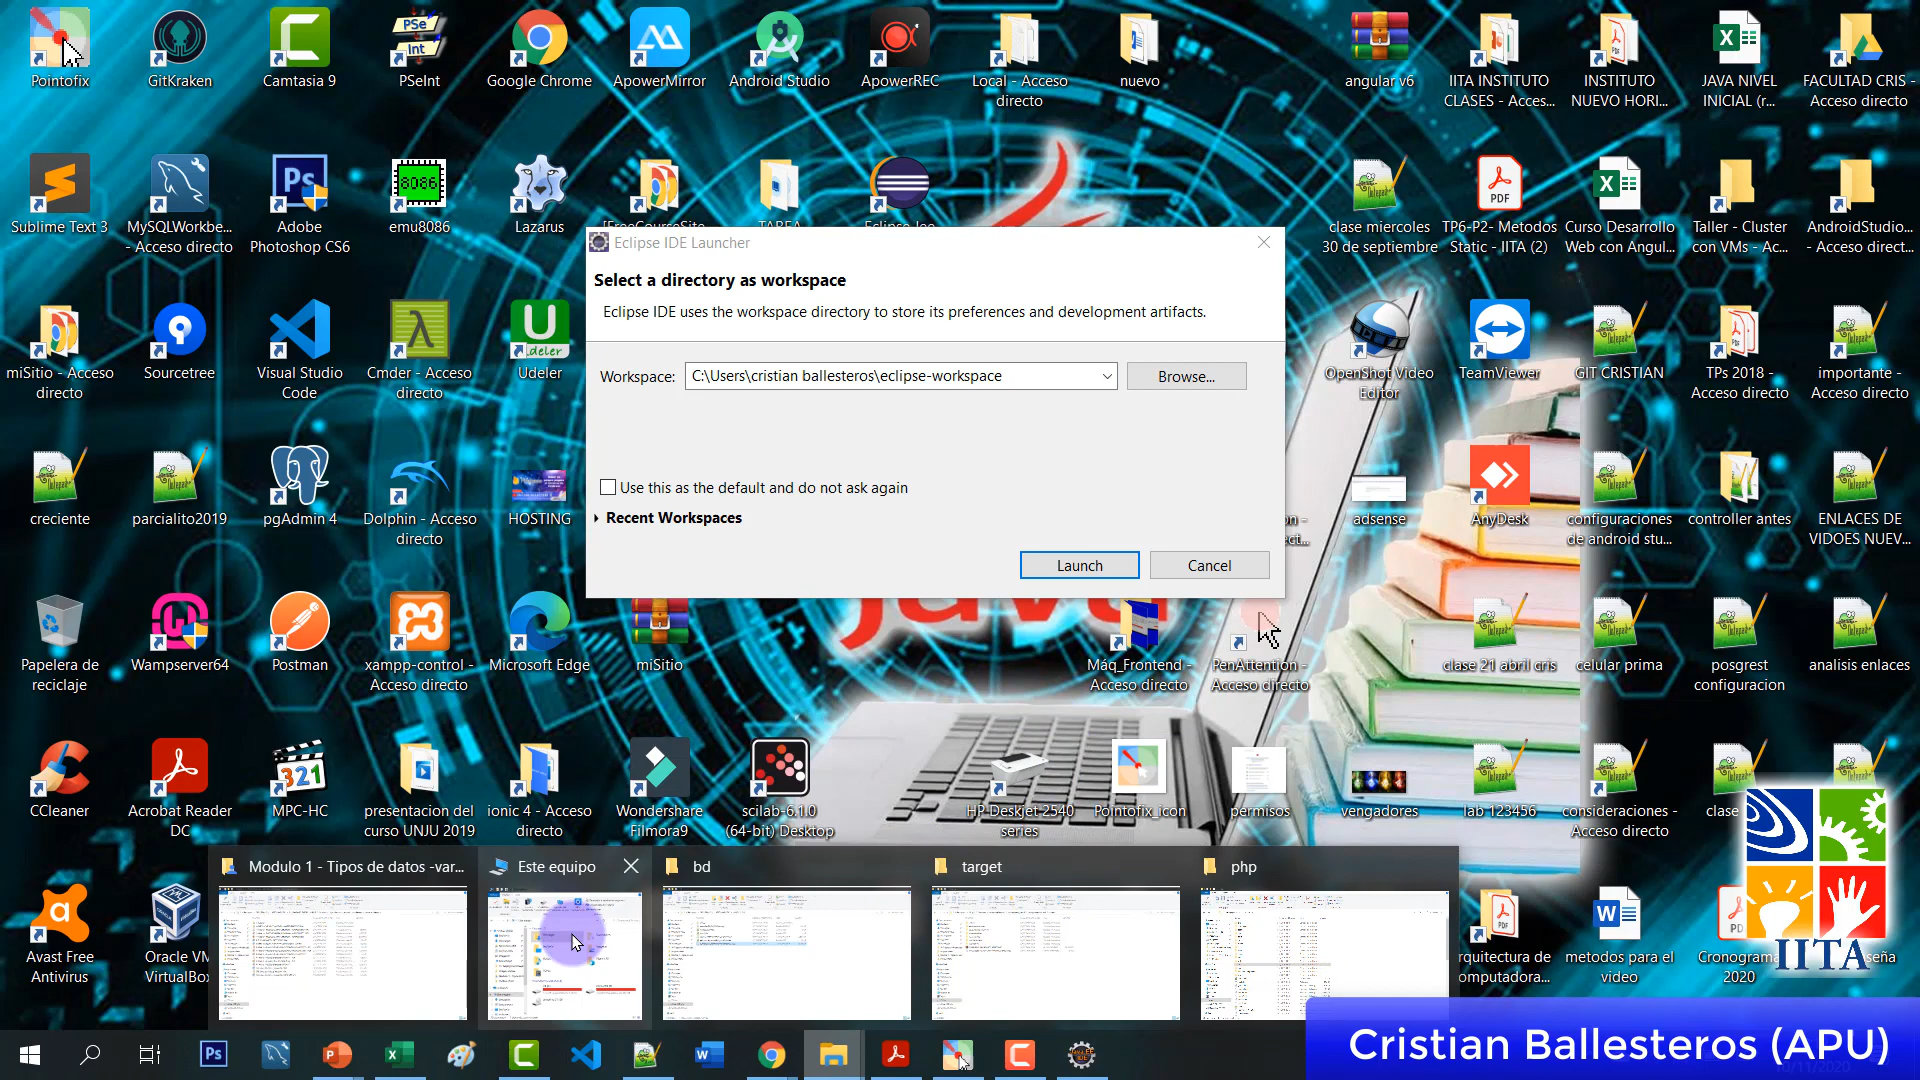 Pointofix
GitKraken
Camtasia 9
PSeInt
Google Chrome
ApowerMirror
Android Studio
ApowerREC
Local - Acceso
directo
nuevo
angular v6
IITA INSTITUTO
CLASES - Acces...
INSTITUTO
NUEVO HORI...
JAVA NIVEL
INICIAL (r...
FACULTAD CRIS -
Acceso directo
Sublime Text 3
MySQLWorkbe...
- Acceso directo
Adobe
Photoshop CS6
emu8086
Lazarus
clase miercoles
30 de septiembre
TP6-P2- Metodos
Static - IITA (2)
Curso Desarrollo
Web con Angul...
Taller - Cluster
con VMs - Ac...
AndroidStudio...
- Acceso direct...
Eclipse IDE Launcher
Select a directory as workspace
Eclipse IDE uses the workspace directory to store its preferences and development artifacts.
Workspace:
C:\Users\cristian ballesteros\eclipse-workspace
Browse...
Use this as the default and do not ask again
Recent Workspaces
Launch
Cancel
miSitio - Acceso
directo
Sourcetree
Visual Studio
Code
Cmder - Acceso
directo
Udeler
OpenShot Video
Editor
TeamViewer
GIT CRISTIAN
TPs 2018 -
Acceso directo
importante -
Acceso directo
creciente
parcialito2019
pgAdmin 4
Dolphin - Acceso
directo
HOSTING
adsense
AnyDesk
configuraciones
de android stu...
controller antes
ENLACES DE
VIDOES NUEV...
Papelera de
reciclaje
Wampserver64
Postman
xampp-control -
Acceso directo
Microsoft Edge
miSitio
Máq_Frontend -
Acceso directo
PenAttention -
Acceso directo
clase 21 abril cris
celular prima
posgrest
configuracion
analisis enlaces
CCleaner
Acrobat Reader
DC
MPC-HC
presentacion del
curso UNJU 2019
ionic 4 - Acceso
directo
Wondershare
Filmora9
scilab-6.1.0
(64-bit) Desktop
HP Deskjet 2540
series
Pointofix_icon
permisos
vengadores
lab 123456
consideraciones -
Acceso directo
clase
Modulo 1 - Tipos de datos -var...
Este equipo
bd
target
php
Avast Free
Antivirus
Oracle VM
VirtualBox
metodos para el
video
Cronograma
2020
IITA
Cristian Ballesteros (APU)